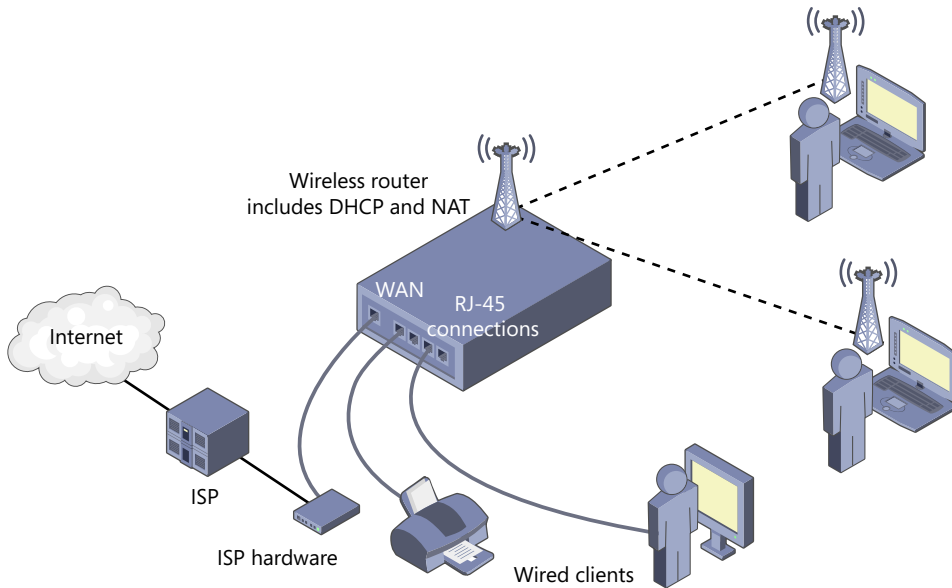 Wireless router
includes DHCP and NAT
WAN
RJ-45
connections
Internet
ISP
ISP hardware
Wired clients